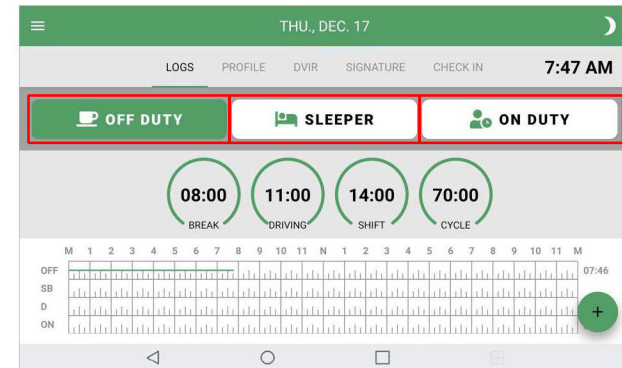 THU., DEC. 17
LOGS PROFILE DVIR SIGNATURE CHECK IN 7:47 AM
OFF DUTY SLEEPER ON DUTY
08:00 11:00 14:00 70:00
BREAK DRIVING SHIFT CYCLE
M 1 2 3 4 5 6 7 8 9 10 11 N 1 2 3 4 5 6 7 8 9 10 11 M
OFF 07:46
SB
D
+
ON